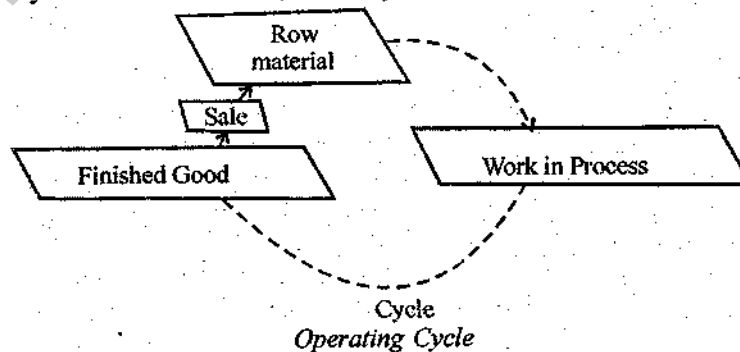 Row
material
Sale
Finished Good
Work in Process
Cycle
Operating Cycle